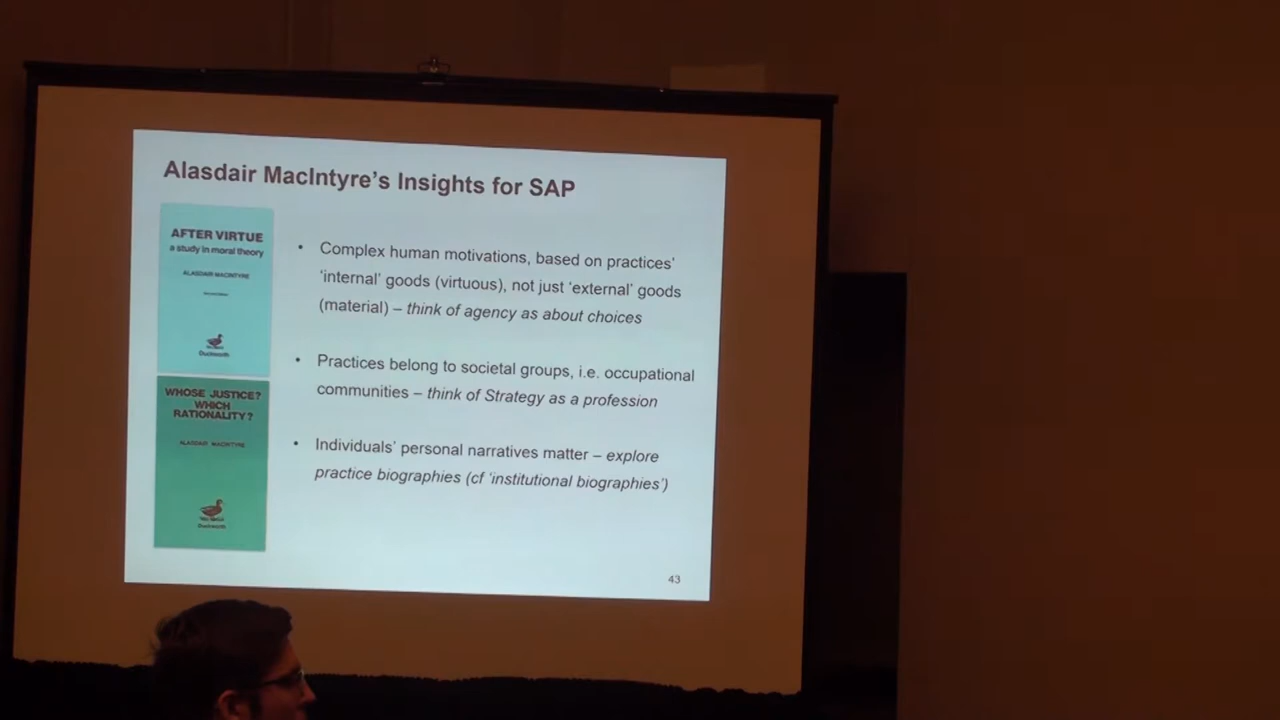 Alasdair MacIntyre's Insights for SAP
AFTER VIRTUE
a study in moral theory
ALASDAIR MACINTYRE
Duckworth
WHOSE JUSTICE?
WHICH
RATIONALITY?
ALASDAIR MACINTYRE
Duckworth
• Complex human motivations, based on practices'
'internal' goods (virtuous), not just 'external' goods
(material) – think of agency as about choices
• Practices belong to societal groups, i.e. occupational
communities – think of Strategy as a profession
• Individuals' personal narratives matter – explore
practice biographies (cf 'institutional biographies')
43